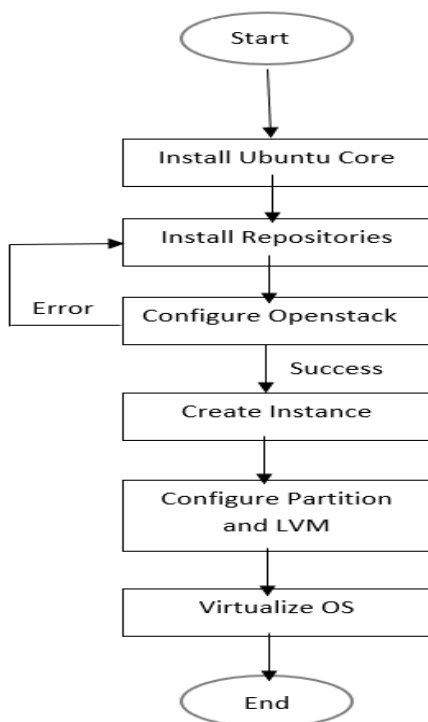 Start
Install Ubuntu Core
Install Repositories
Error
Configure Openstack
Success
Create Instance
Configure Partition
and LVM
Virtualize OS
End